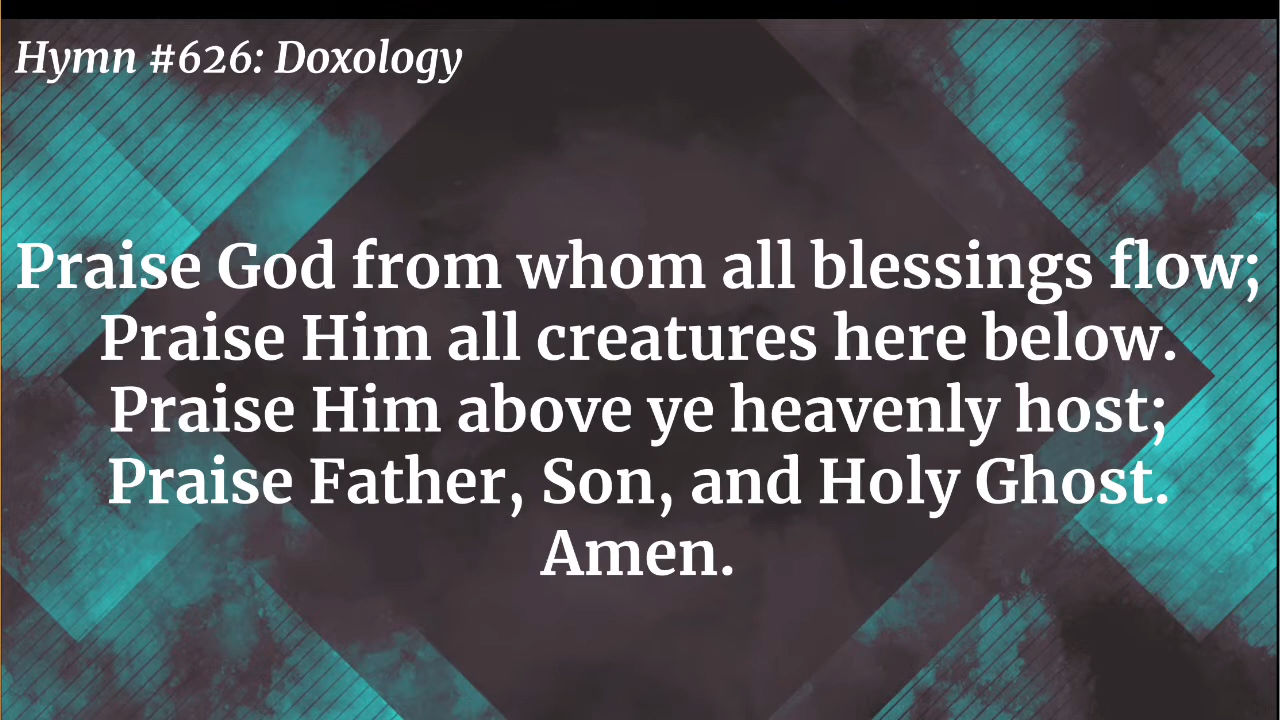 Hymn #626: Doxology
Praise God from whom all blessings flow;
Praise Him all creatures here below.
Praise Him above ye heavenly host;
Praise Father, Son, and Holy Ghost.
Amen.